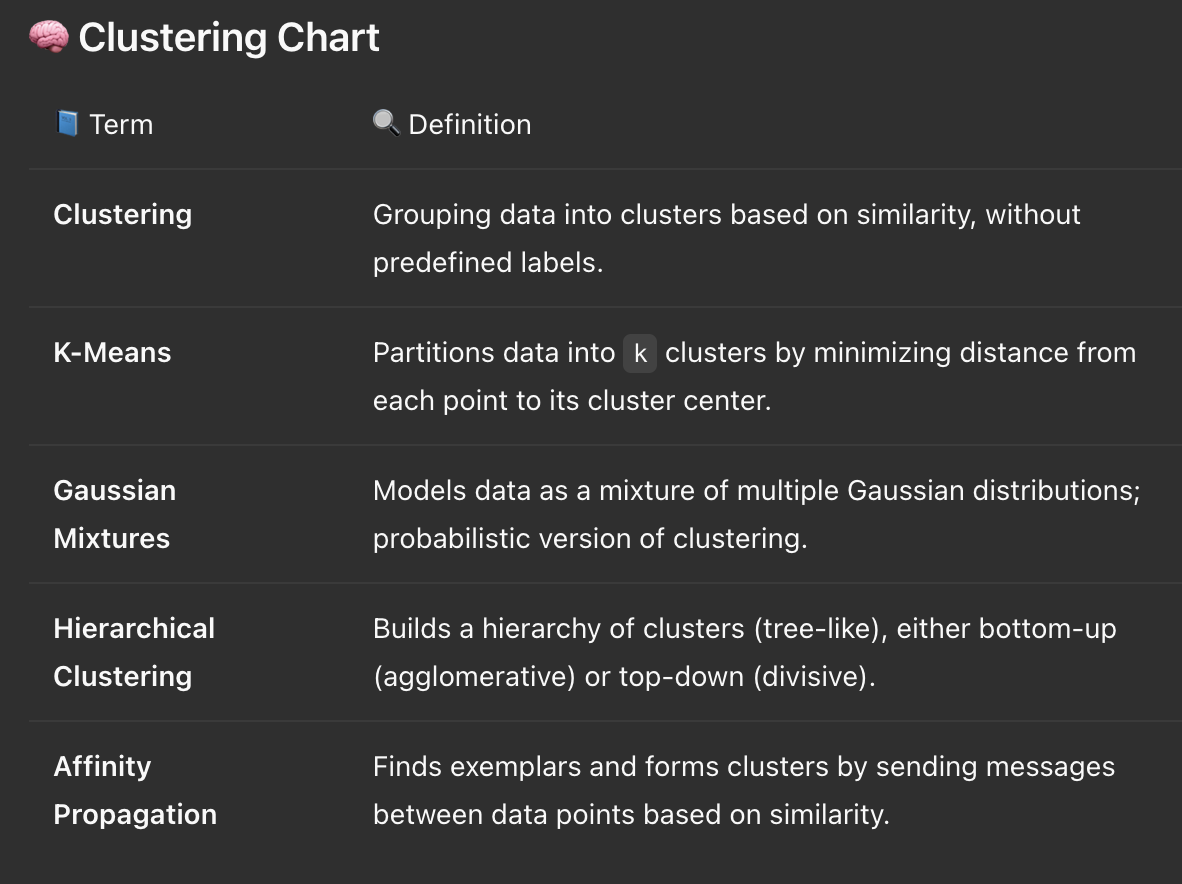 🧠 Clustering Chart
📘 Term 🔍 Definition
Clustering Grouping data into clusters based on similarity, without
predefined labels.
K-Means Partitions data into k clusters by minimizing distance from
each point to its cluster center.
Gaussian Models data as a mixture of multiple Gaussian distributions;
Mixtures probabilistic version of clustering.
Hierarchical Builds a hierarchy of clusters (tree-like), either bottom-up
Clustering (agglomerative) or top-down (divisive).
Affinity Finds exemplars and forms clusters by sending messages
Propagation between data points based on similarity.